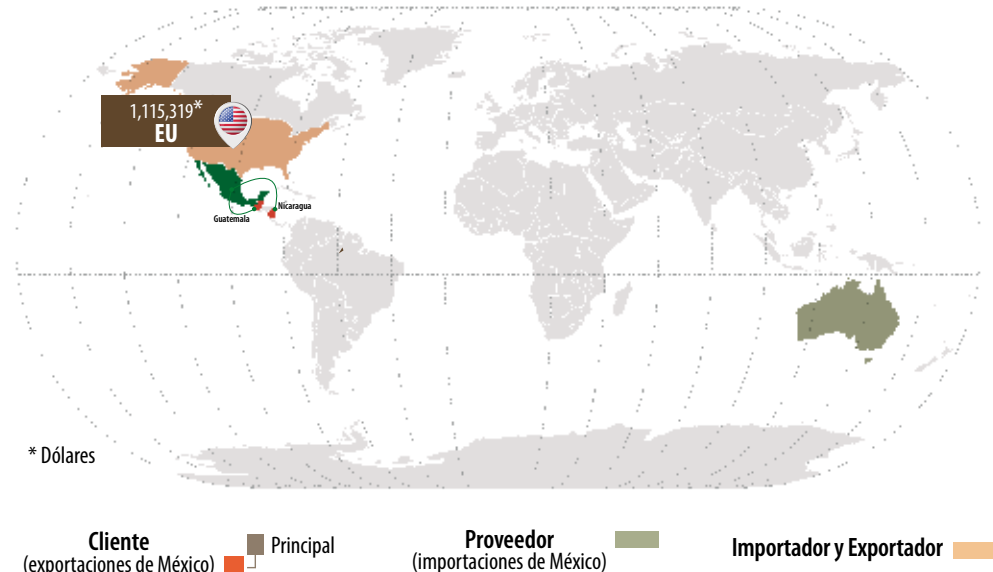 1,115,319*
EU
Nicaragua
Guatemala
* Dólares
Cliente
(exportaciones de México)
Principal
Proveedor
(importaciones de México)
Importador y Exportador